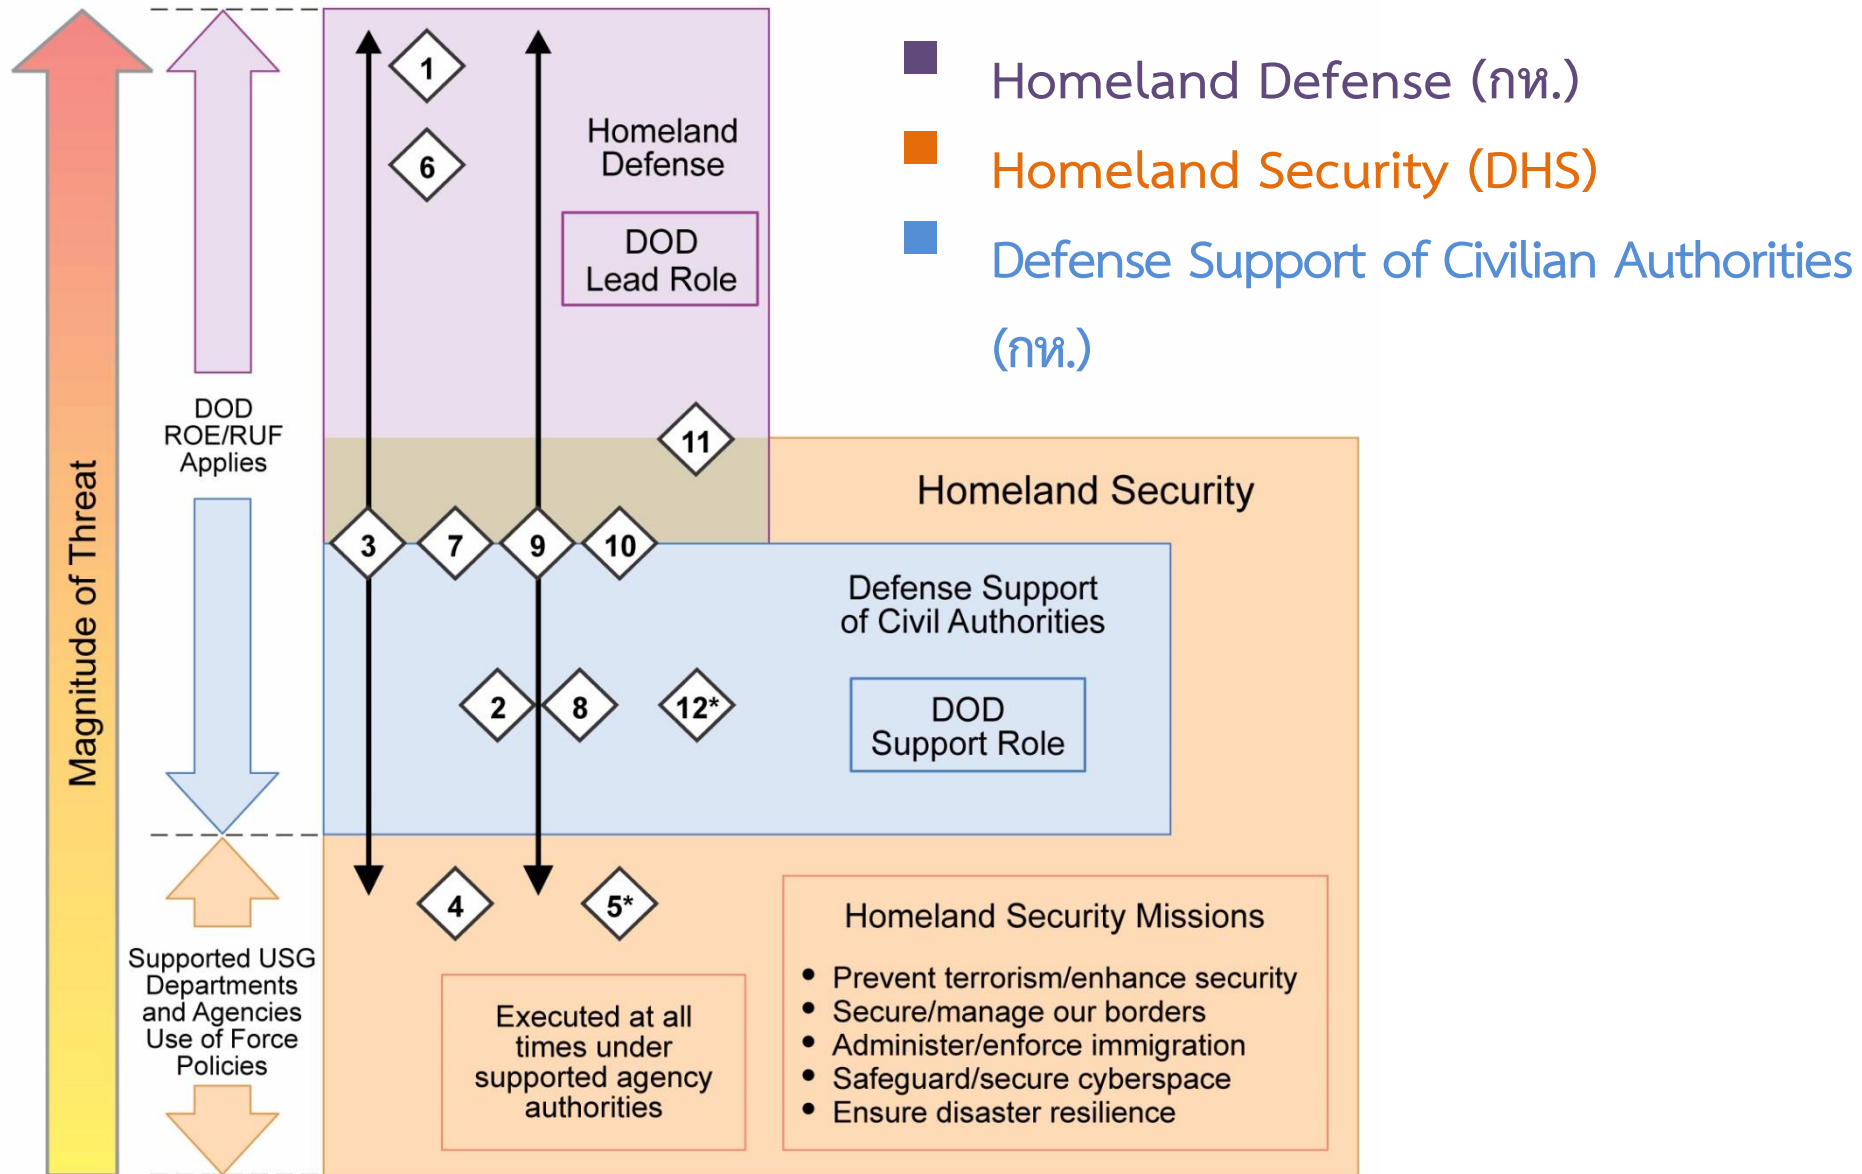 Magnitude of Threat
DOD
ROE/RUF
Applies
Supported USG
Departments
and Agencies
Use of Force
Policies
1
6
Homeland
Defense
DOD
Lead Role
11
Homeland Security
3
7
9
10
Defense Support
of Civil Authorities
2
8
12*
DOD
Support Role
4
5*
Executed at all
times under
supported agency
authorities
Homeland Security Missions
• Prevent terrorism/enhance security
• Secure/manage our borders
• Administer/enforce immigration
• Safeguard/secure cyberspace
• Ensure disaster resilience
Homeland Defense (กห.)
Homeland Security (DHS)
Defense Support of Civilian Authorities
(กห.)